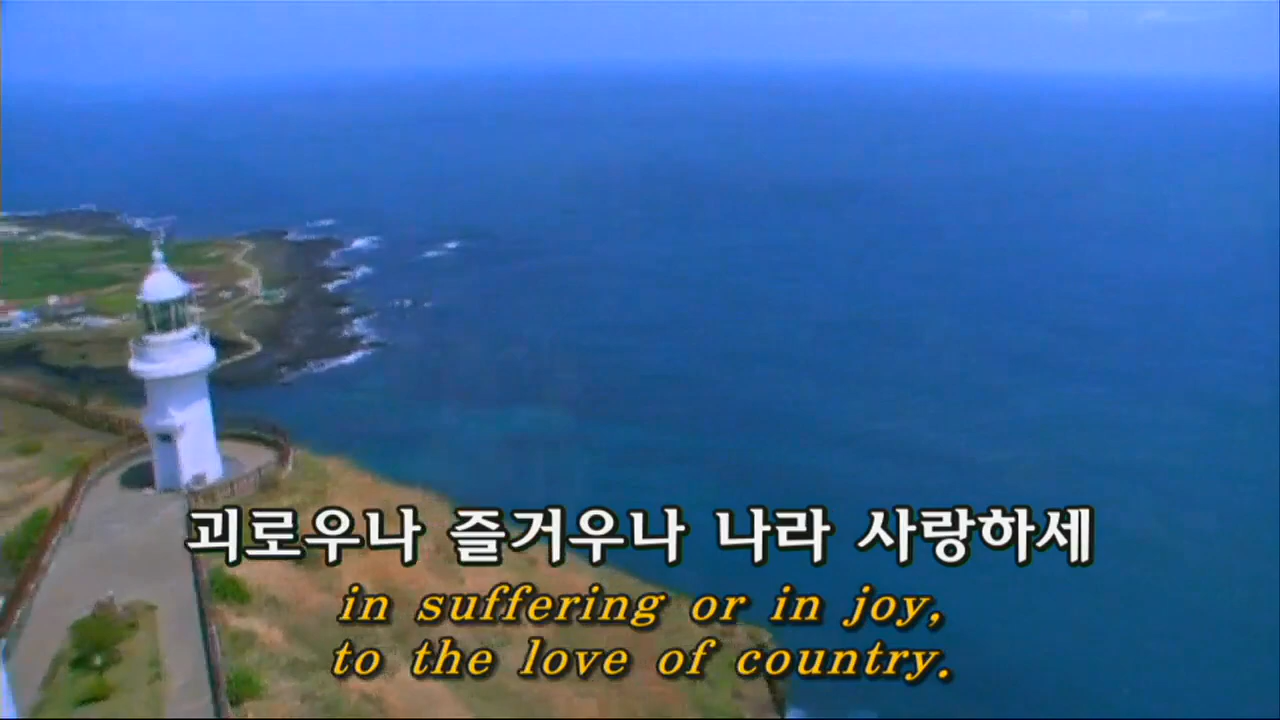 괴로우나 즐거우나 나라 사랑하세
in suffering or in joy,
to the love of country.